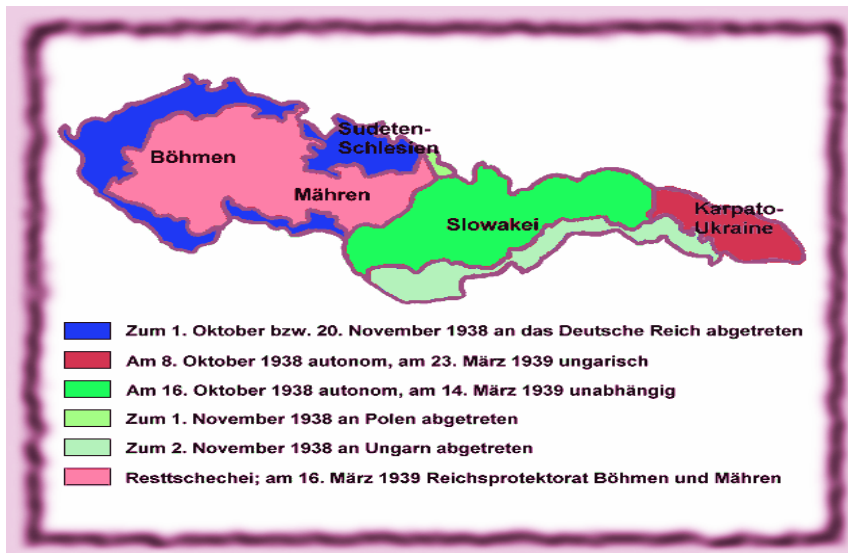 Sudeten-
Schlesien
Böhmen
Mähren
Slowakei
Karpato-
Ukraine
Zum 1. Oktober bzw. 20. November 1938 an das Deutsche Reich abgetreten
Am 8. Oktober 1938 autonom, am 23. März 1939 ungarisch
Am 16. Oktober 1938 autonom, am 14. März 1939 unabhängig
Zum 1. November 1938 an Polen abgetreten
Zum 2. November 1938 an Ungarn abgetreten
Resttschechei; am 16. März 1939 Reichsprotektorat Böhmen und Mähren